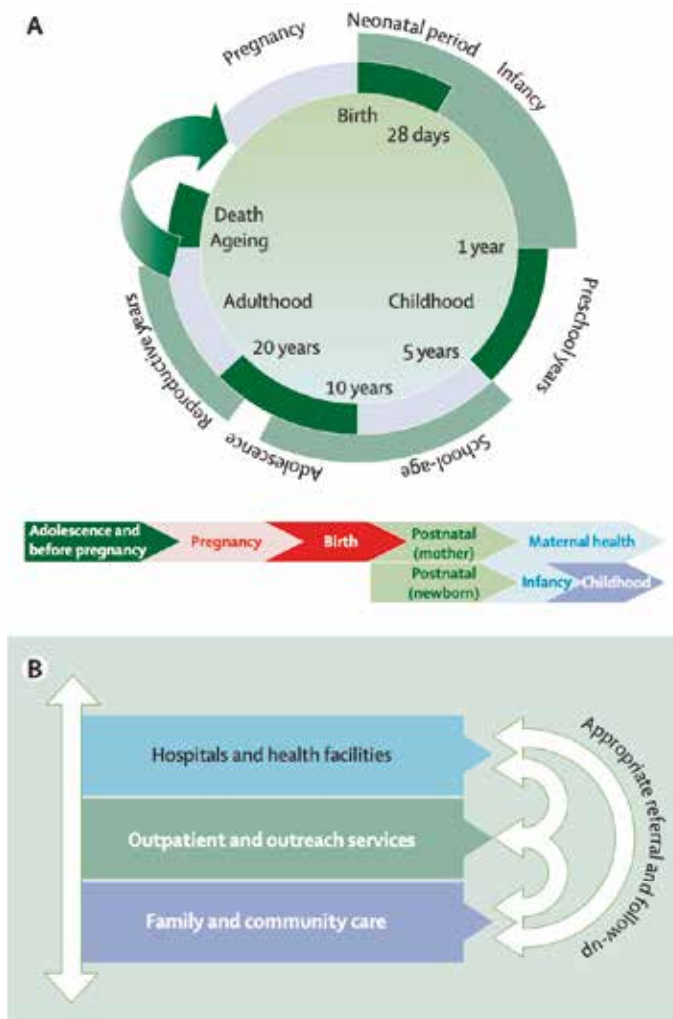 A
Pregnancy
Neonatal period
Infancy
Birth
28 days
Death
Ageing
1 year
Adulthood
Childhood
20 years
5 years
10 years
Preschool years
Reproductive years
Adolescence
School-age
Adolescence and
before pregnancy
Pregnancy
Birth
Postnatal
(mother)
Maternal health
Postnatal
(newborn)
Infancy
Childhood
B
Hospitals and health facilities
Outpatient and outreach services
Family and community care
Appropriate referral and follow-up